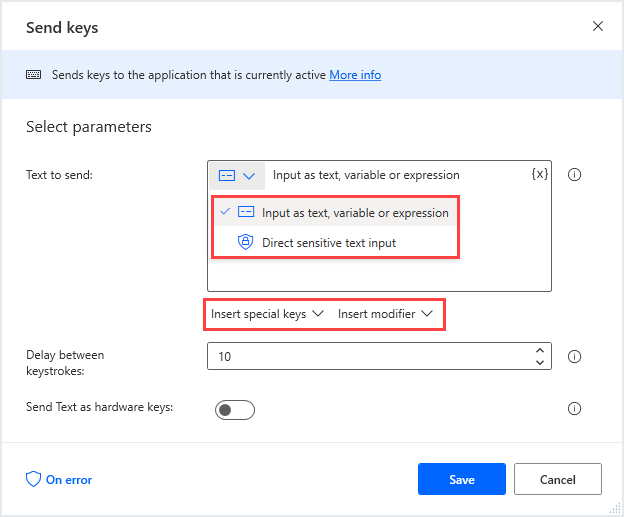 Send keys
Sends keys to the application that is currently active More info
Select parameters
Text to send:
Input as text, variable or expression
{x}
Input as text, variable or expression
Direct sensitive text input
Insert special keys
Insert modifier
Delay between
keystrokes:
10
Send Text as hardware keys:
On error
Save
Cancel